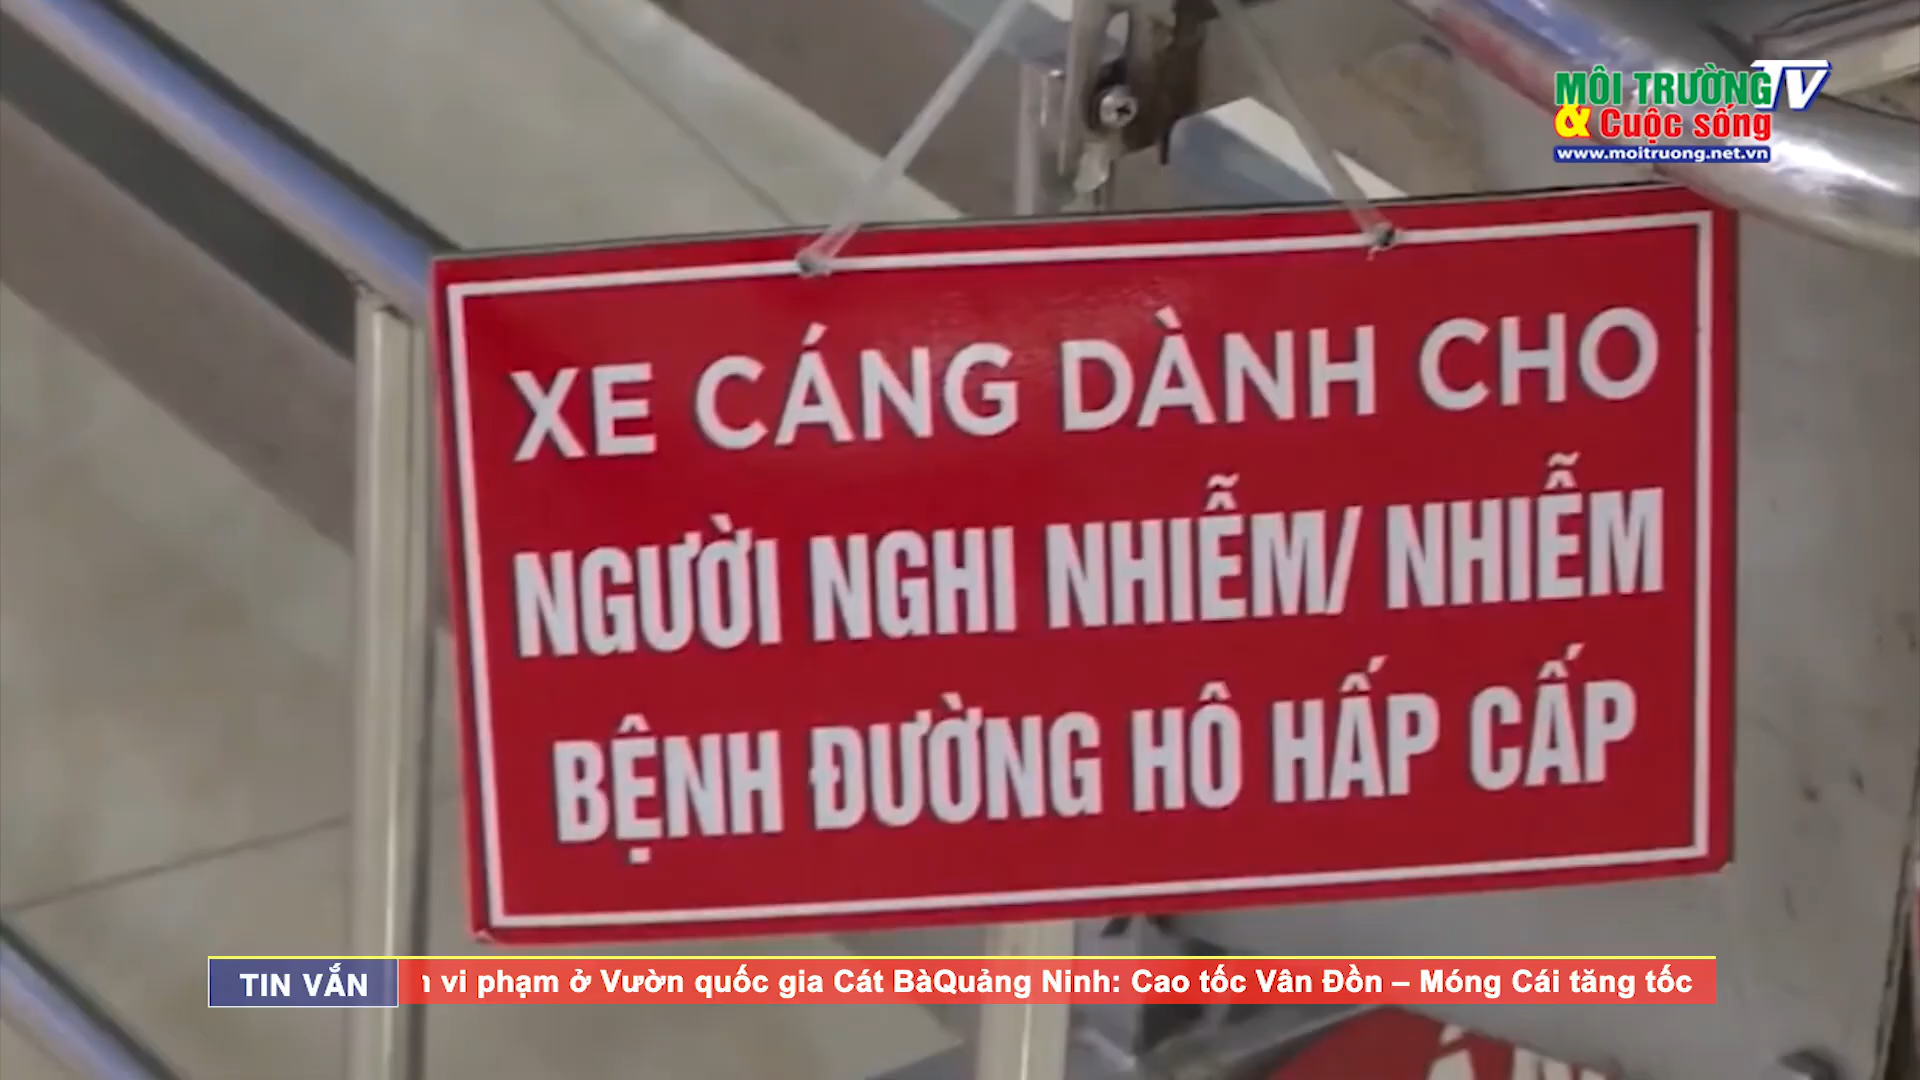 MÔI TRƯỜNG TV
& Cuộc sống
www.moitruong.net.vn
XE CÁNG DÀNH CHO
NGƯỜI NGHI NHIỄM/ NHIỄM
BỆNH ĐƯỜNG HÔ HẤP CẤP
TIN VẮN
vi phạm ở Vườn quốc gia Cát BàQuảng Ninh: Cao tốc Vân Đồn – Móng Cái tăng tốc